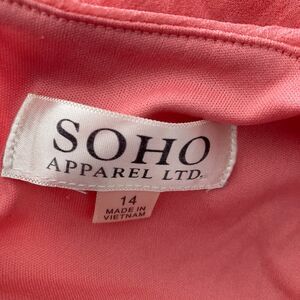 SOHO
APPAREL LTD.
14
MADE IN
VIETNAM